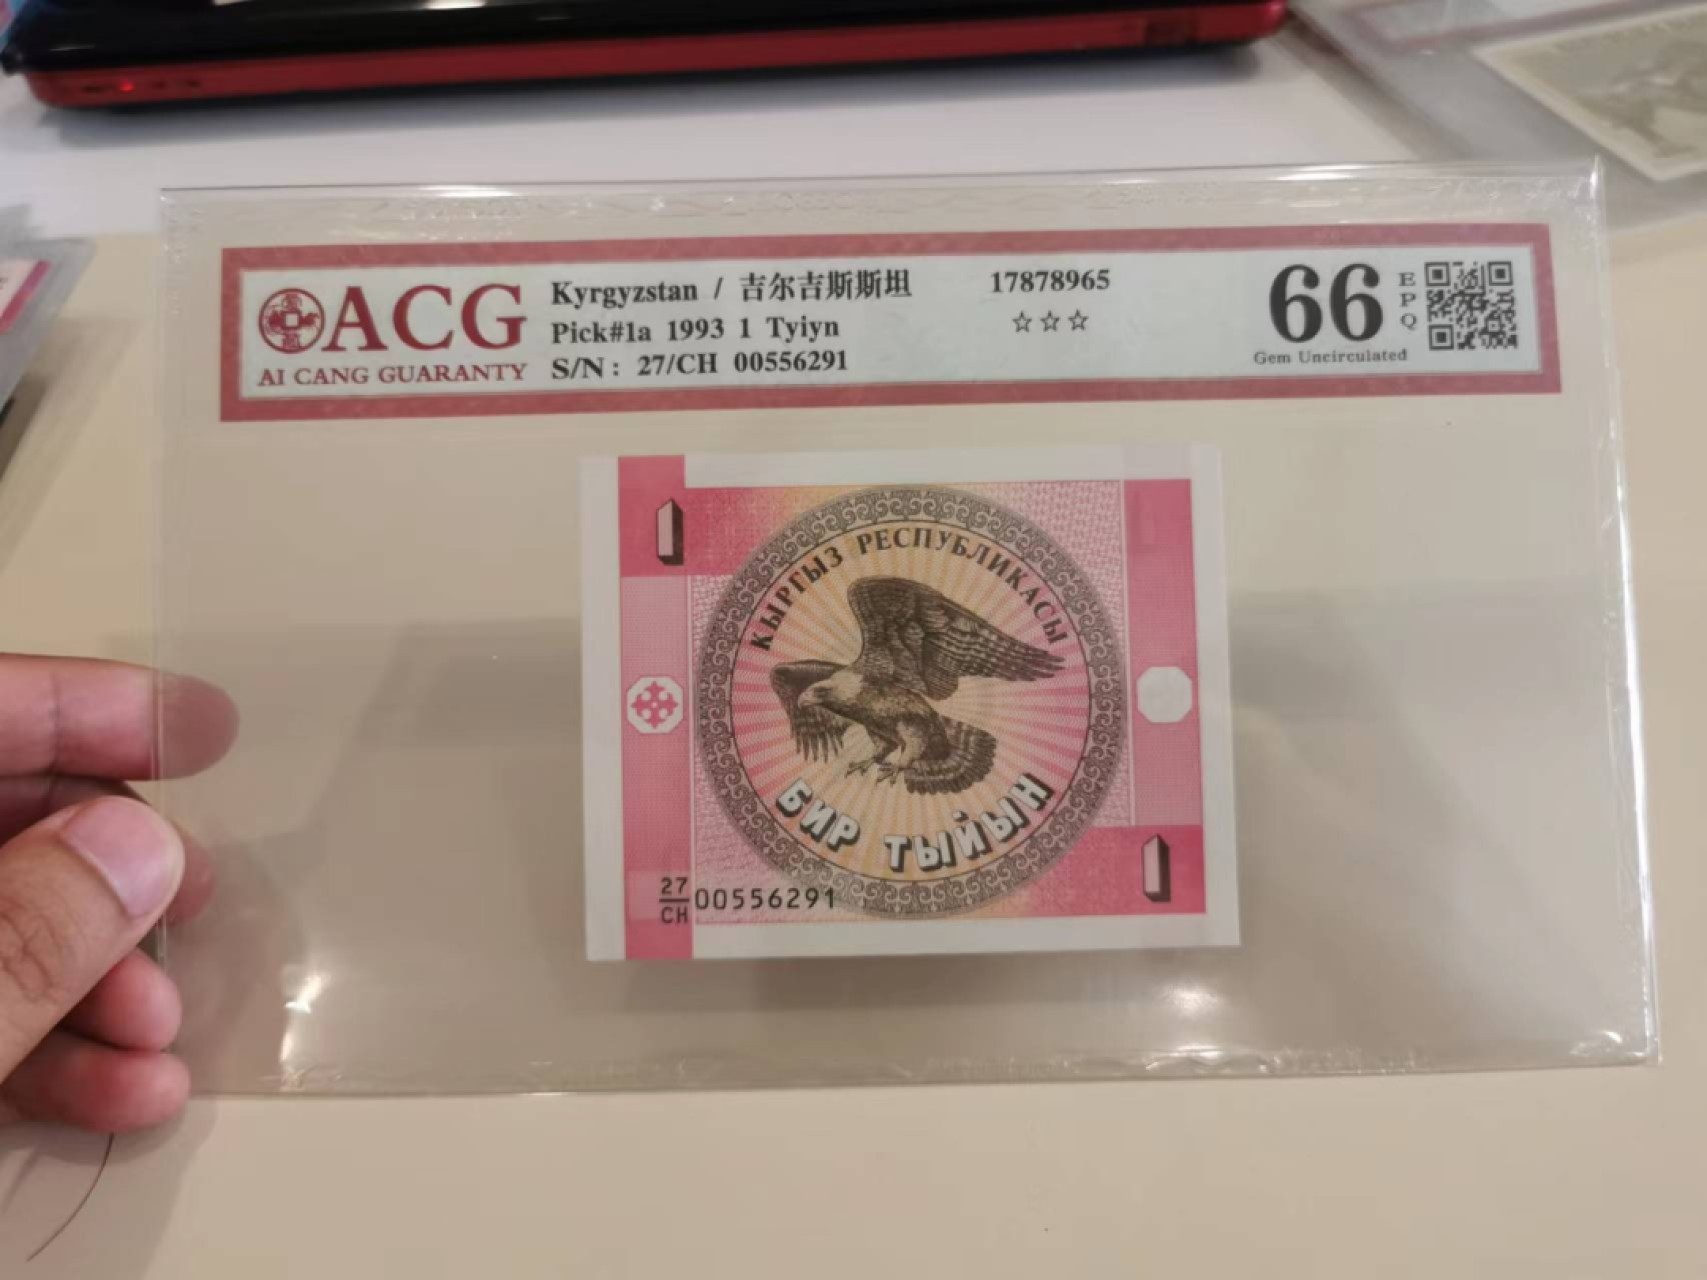 ACG
AI CANG GUARANTY
Kyrgyzstan / 吉尔吉斯斯坦
Pick#1a 1993 1 Tyiyn
S/N: 27/CH 00556291
17878965
☆☆☆
66
EPQ
Gem Uncirculated
1
КЫРГЫЗ РЕСПУБЛИКАСЫ
БИР ТЫЙЫН
1
27/CH 00556291